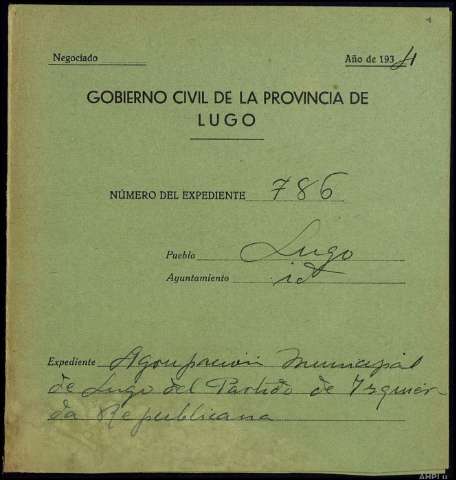 Negociado
Año de 1934
GOBIERNO CIVIL DE LA PROVINCIA DE
LUGO
NÚMERO DEL EXPEDIENTE 786
Pueblo Lugo
Ayuntamiento id
Expediente Agrupación Municipal
de Lugo del Partido de Izquier
da Republicana
AHPLu